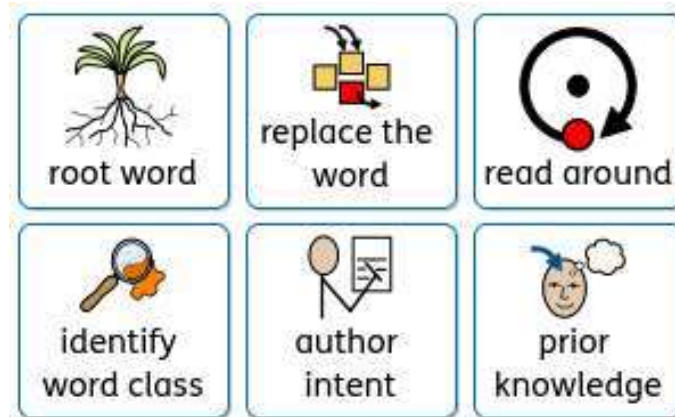 root word
replace the
word
read around
identify
word class
author
intent
prior
knowledge